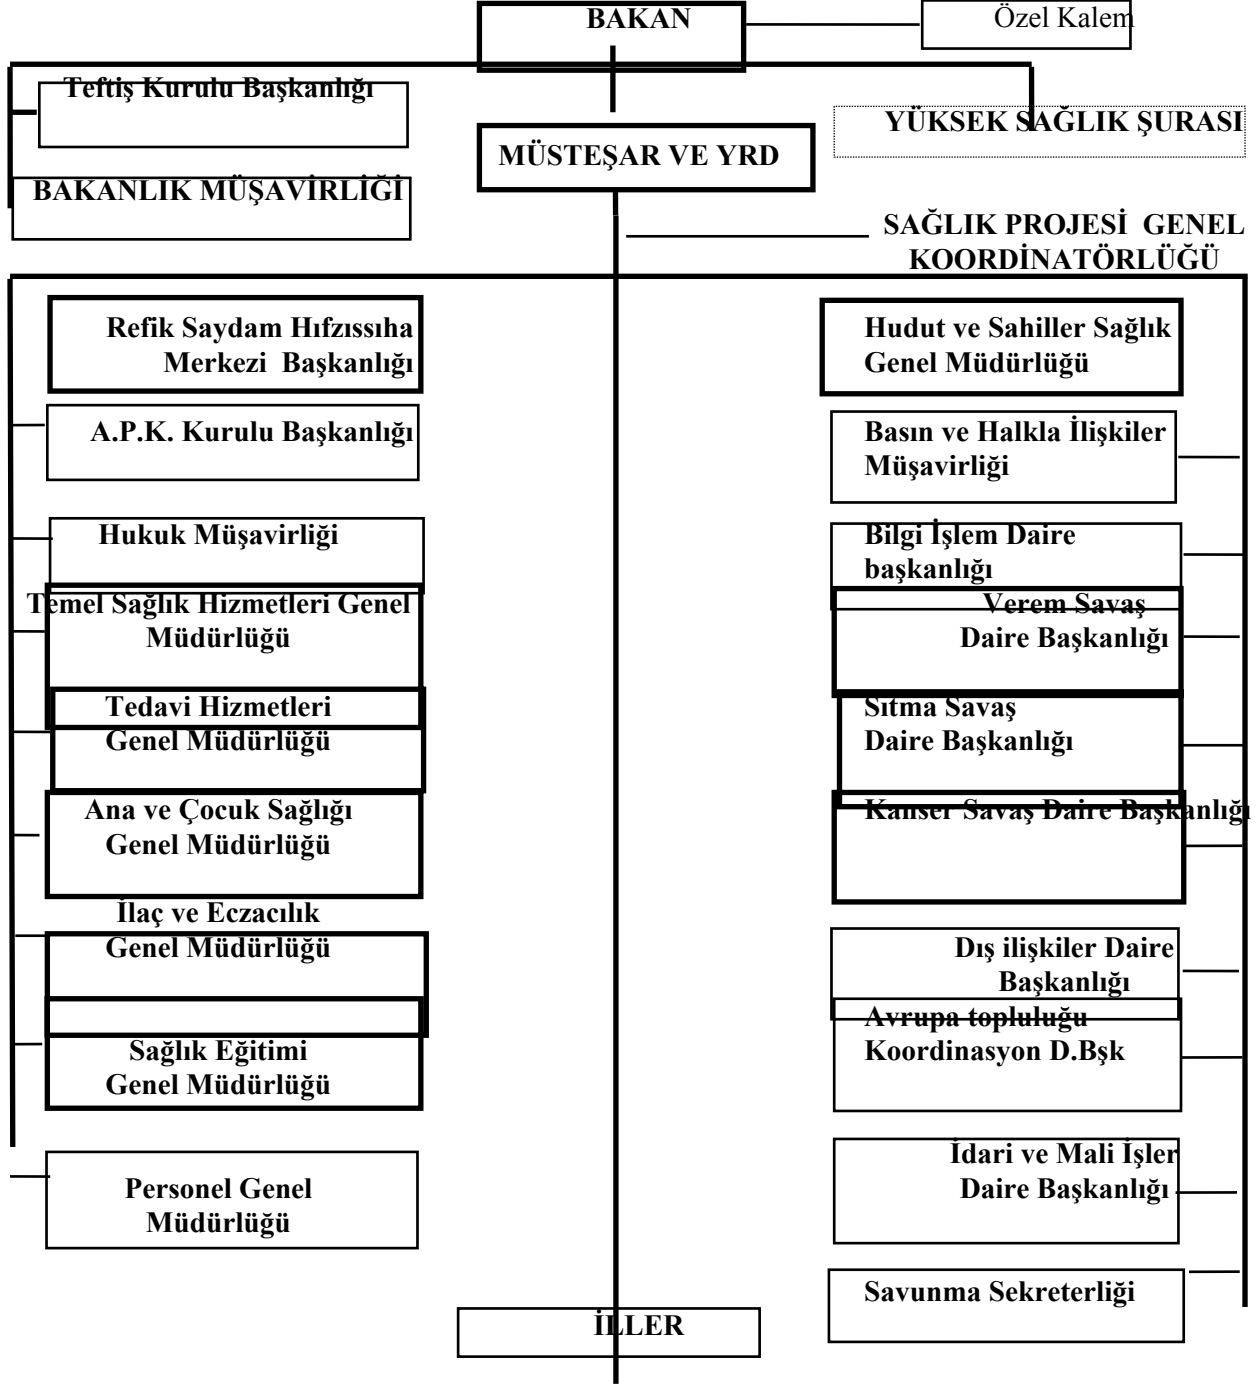 BAKAN
Özel Kalem
Teftiş Kurulu Başkanlığı
YÜKSEK SAĞLIK ŞURASI
MÜSTEŞAR VE YRD
BAKANLIK MÜŞAVİRLİĞİ
SAĞLIK PROJESİ GENEL
KOORDİNATÖRLÜĞÜ
Refik Saydam Hıfzıssıha
Merkezi Başkanlığı
A.P.K. Kurulu Başkanlığı
Hukuk Müşavirliği
Temel Sağlık Hizmetleri Genel
Müdürlüğü
Tedavi Hizmetleri
Genel Müdürlüğü
Ana ve Çocuk Sağlığı
Genel Müdürlüğü
İlaç ve Eczacılık
Genel Müdürlüğü
Sağlık Eğitimi
Genel Müdürlüğü
Personel Genel
Müdürlüğü
Hudut ve Sahiller Sağlık
Genel Müdürlüğü
Basın ve Halkla İlişkiler
Müşavirliği
Bilgi İşlem Daire
başkanlığı
Verem Savaş
Daire Başkanlığı
Sıtma Savaş
Daire Başkanlığı
Kanser Savaş Daire Başkanlığı
Dış ilişkiler Daire
Başkanlığı
Avrupa topluluğu
Koordinasyon D.Bşk
İdari ve Mali İşler
Daire Başkanlığı
Savunma Sekreterliği
İLLER